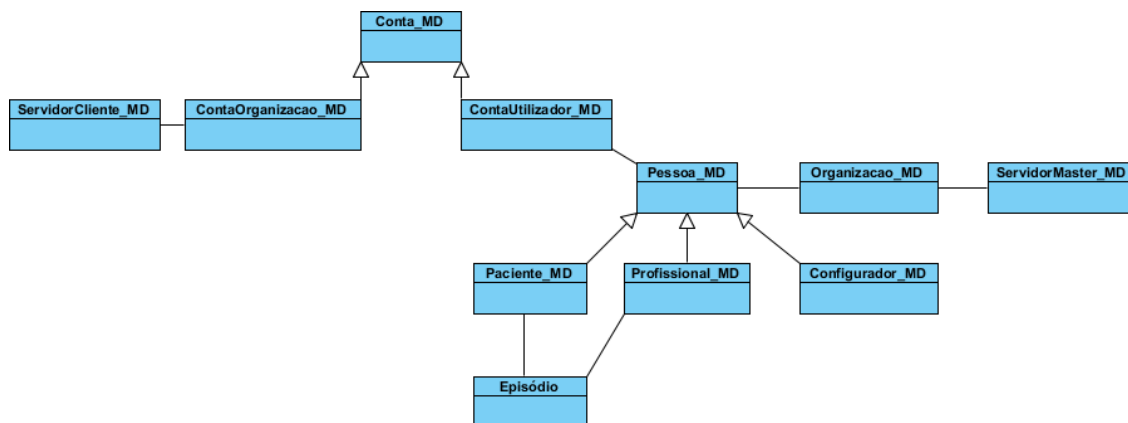 Conta_MD
ServidorCliente_MD
ContaOrganizacao_MD
ContaUtilizador_MD
Pessoa_MD
Organizacao_MD
ServidorMaster_MD
Paciente_MD
Profissional_MD
Configurador_MD
Episódio